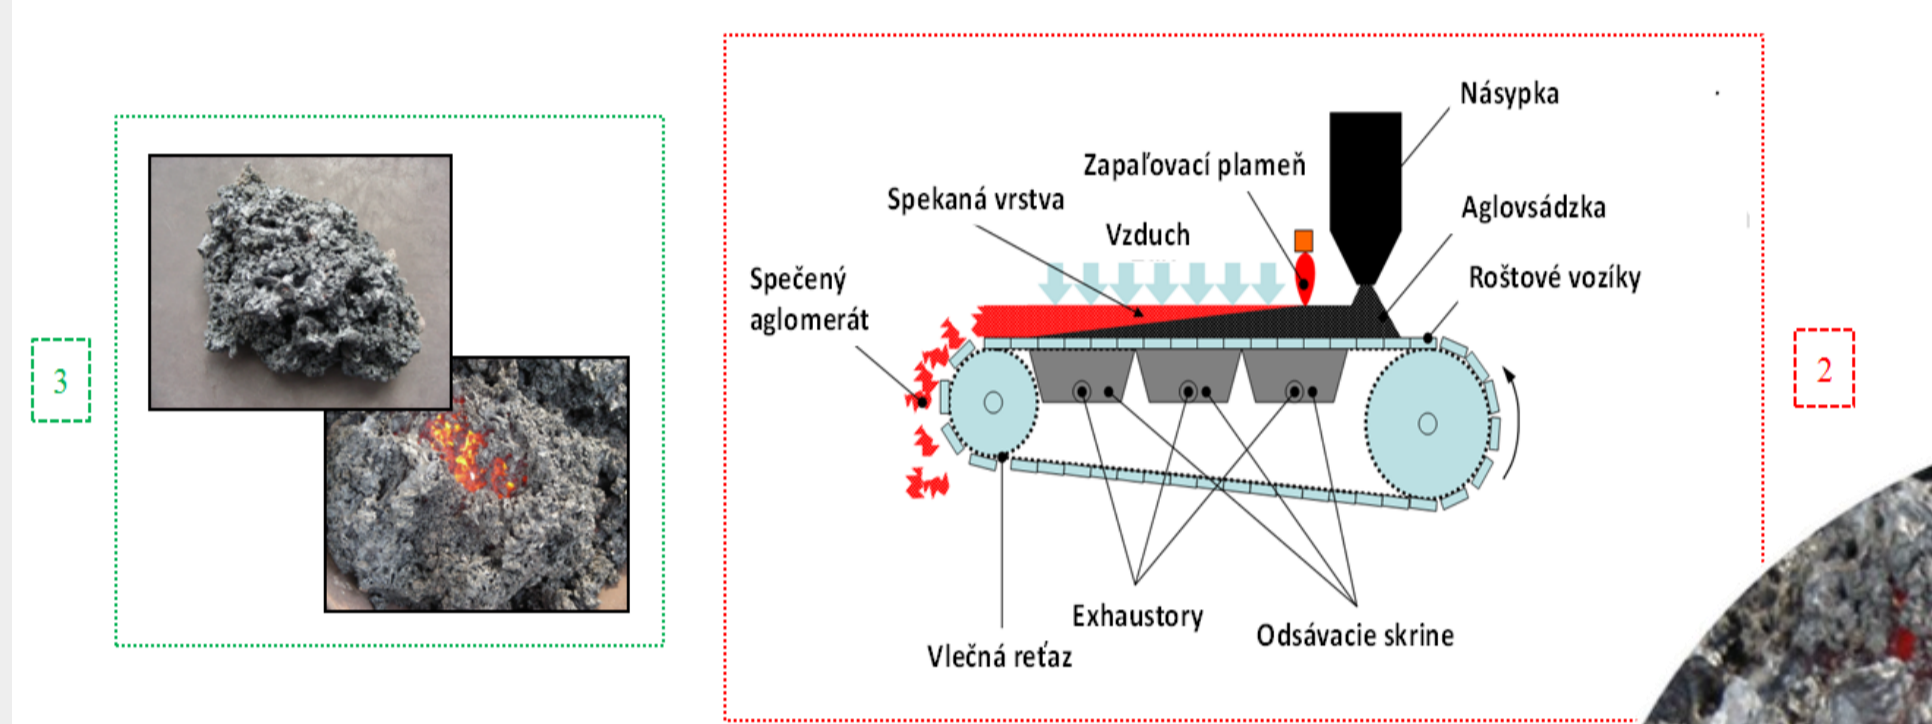 Násypka
Zapaľovací plameň
Spekaná vrstva
Aglovsádzka
Vzduch
Spečený
aglomerát
Roštové vozíky
3
2
Exhaustory
Odsávacie skrine
Vlečná reťaz